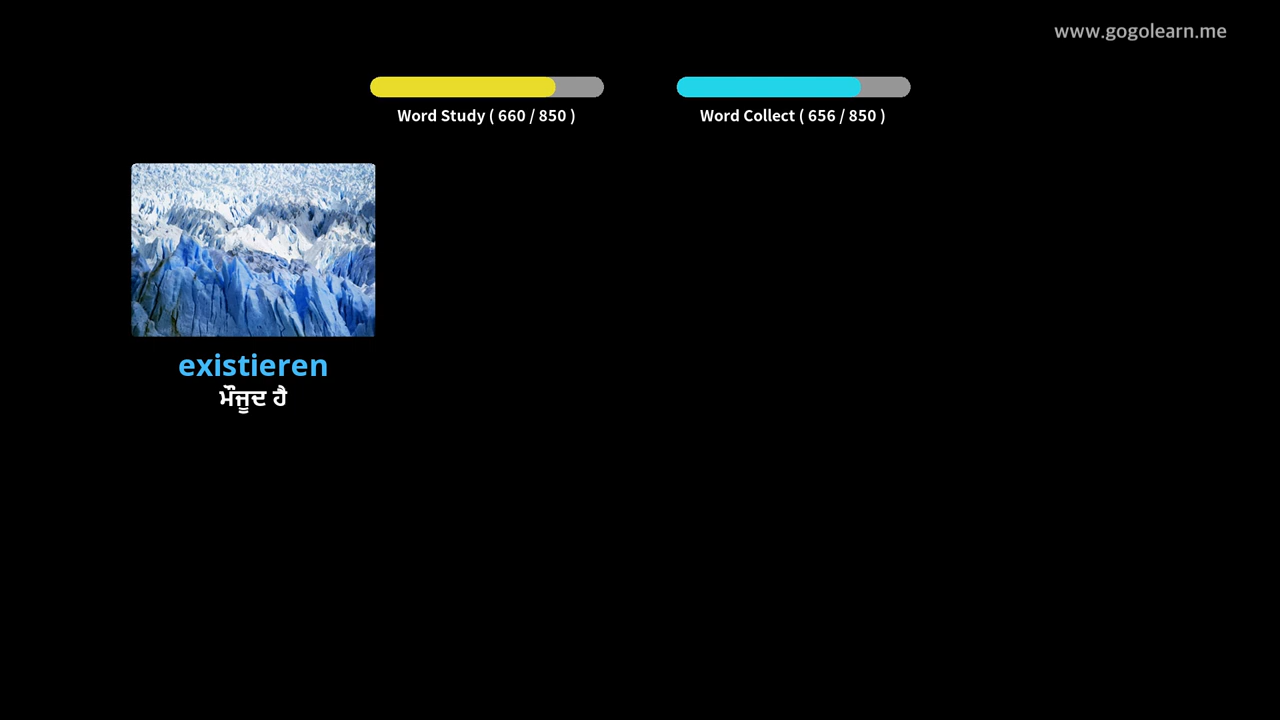 www.gogolearn.me
Word Study ( 660 / 850 )
Word Collect ( 656 / 850 )
existieren
ਮੌਜੂਦ ਹੈ